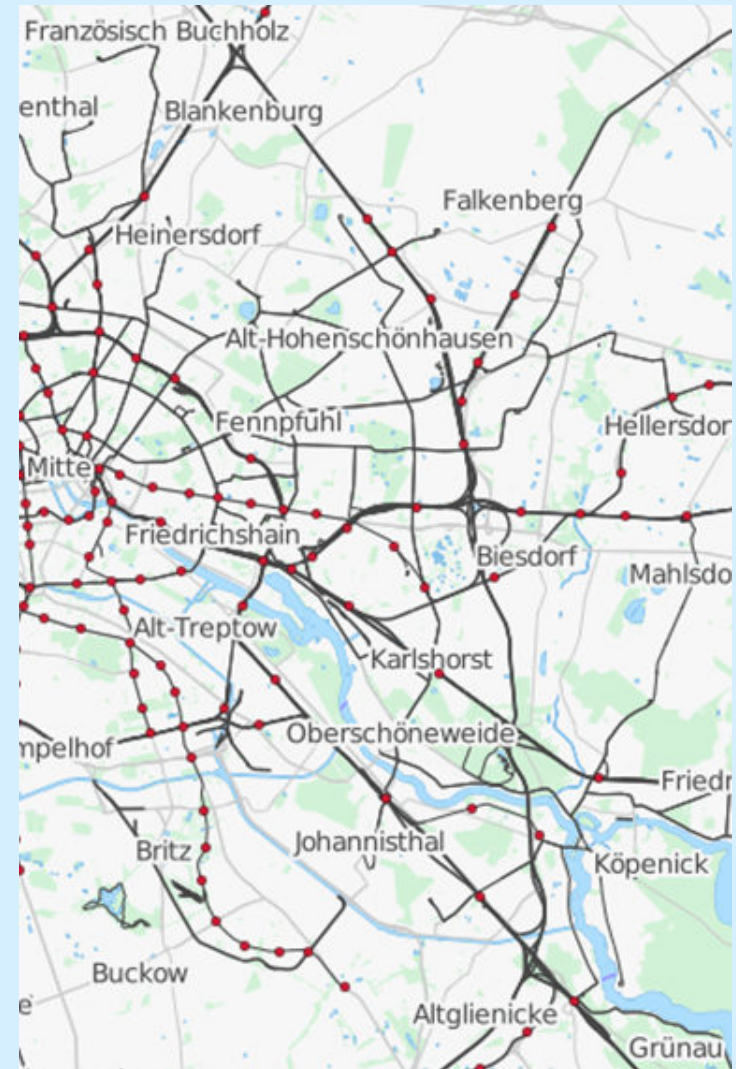 Französisch Buchholz
enthal
Blankenburg
Falkenberg
Heinersdorf
Alt-Hohenschönhausen
Fennpfuhl
Hellersdor
Mitte
Friedrichshain
Biesdorf
Mahlsdo
Alt-Treptow
Karlshorst
Oberschöneweide
mpelhof
Friedr
Johannisthal
Britz
Köpenick
Buckow
e
Altglienicke
Grünau